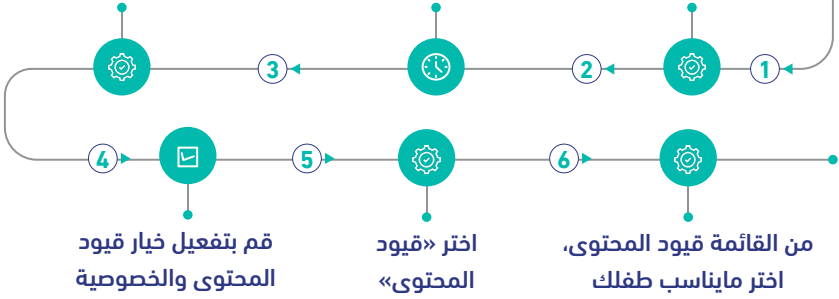 1
2
3
4
5
6
قم بتفعيل خيار قيود
المحتوى والخصوصية
اختر «قيود
المحتوى»
من القائمة قيود المحتوى،
اختر مايناسب طفلك